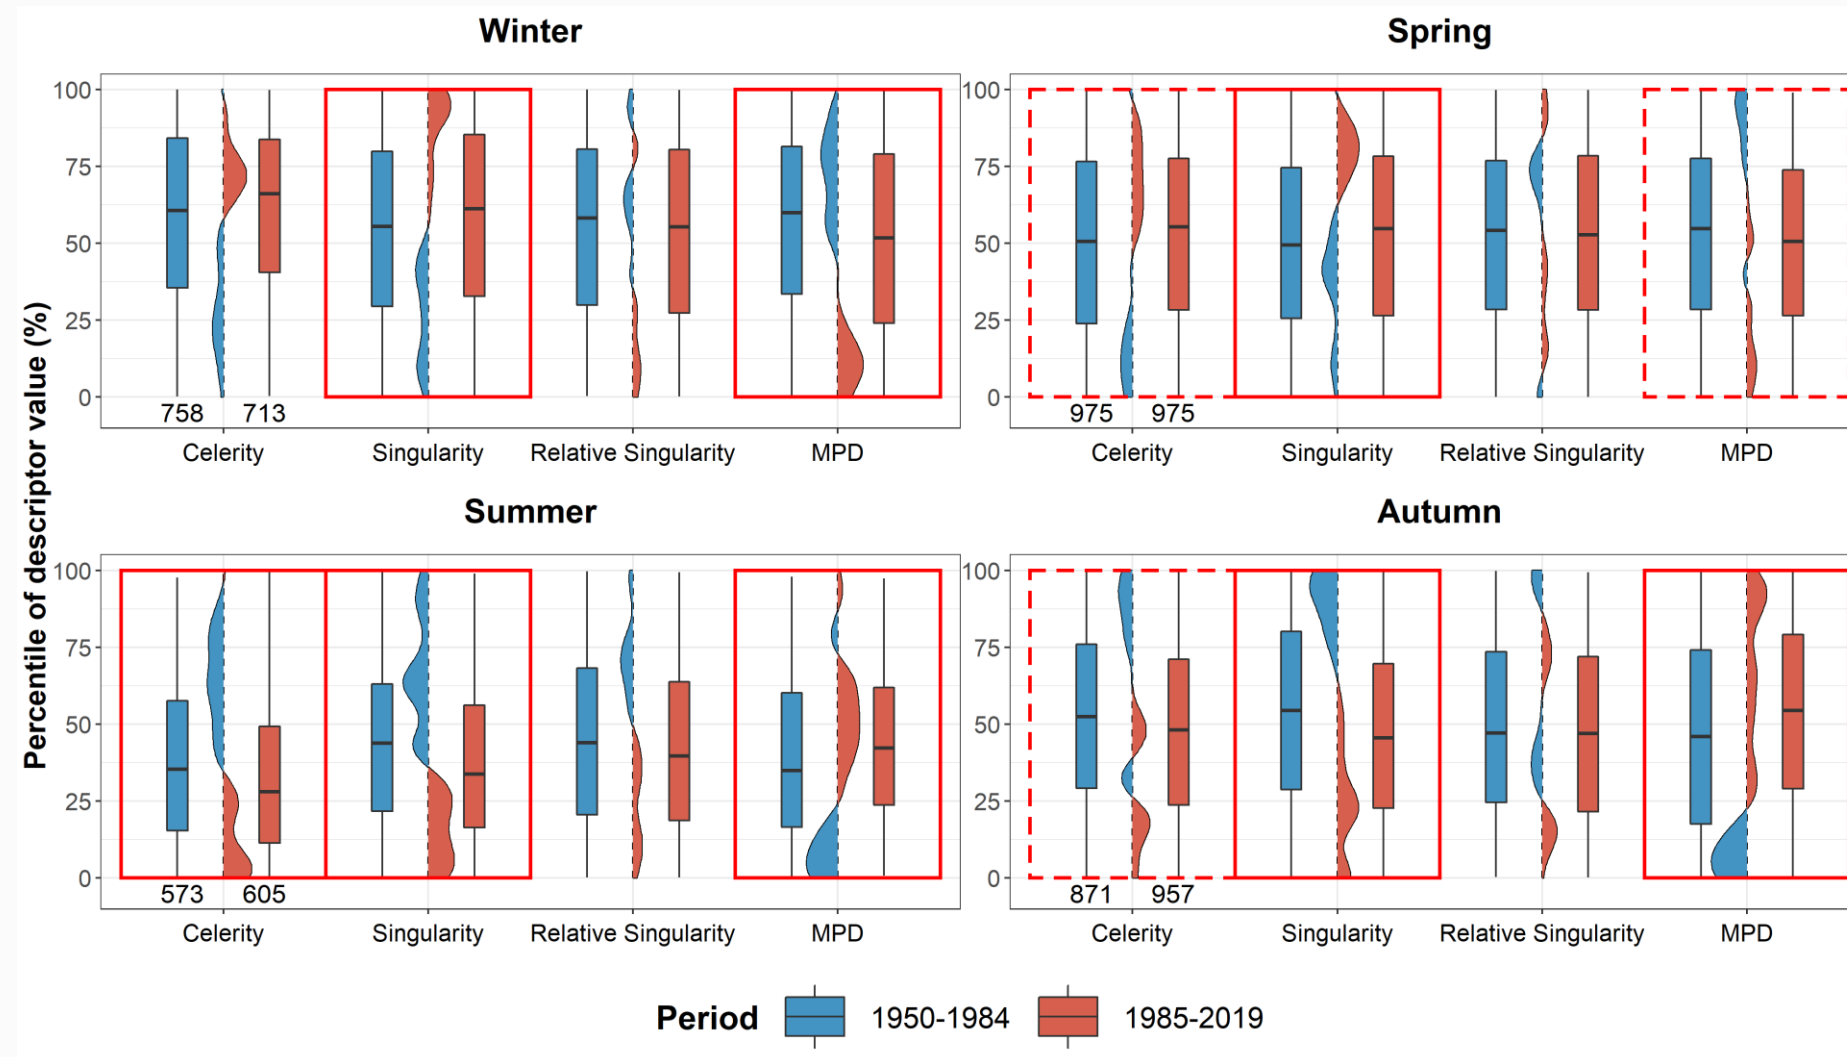 Winter
Spring
100
75
50
25
0
758 713
Celerity Singularity Relative Singularity MPD
100
75
50
25
0
975 975
Celerity Singularity Relative Singularity MPD
Percentile of descriptor value (%)
Summer
Autumn
100
75
50
25
0
573 605
Celerity Singularity Relative Singularity MPD
100
75
50
25
0
871 957
Celerity Singularity Relative Singularity MPD
Period 1950-1984 1985-2019